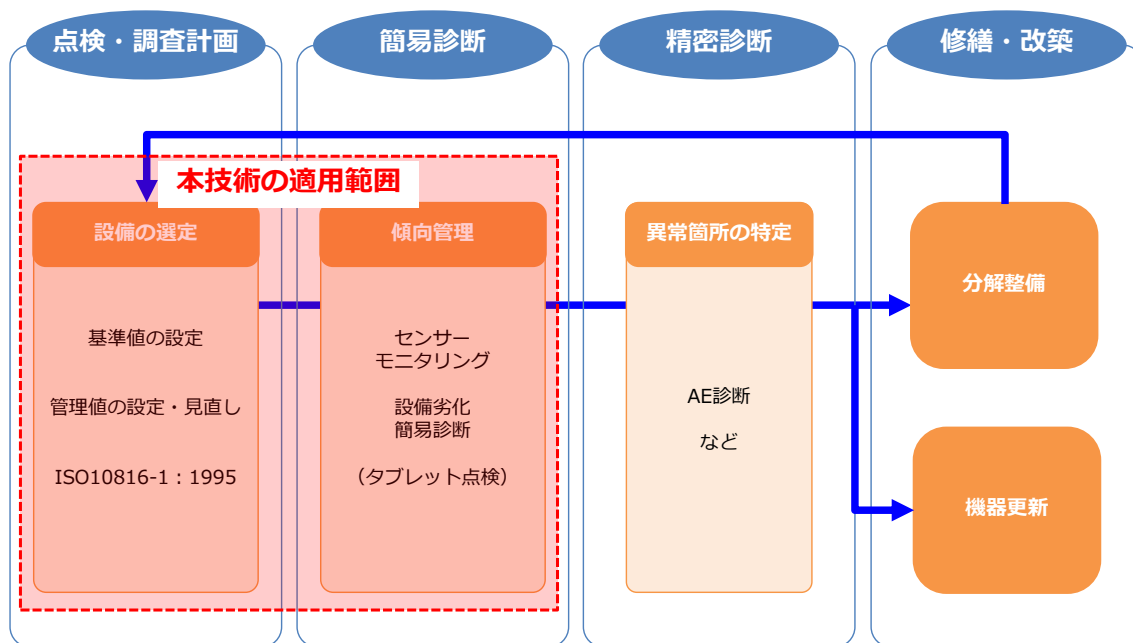 点検・調査計画
簡易診断
精密診断
修繕・改築
本技術の適用範囲
設備の選定
基準値の設定
管理値の設定・見直し
ISO10816-1：1995
傾向管理
センサー
モニタリング
設備劣化
簡易診断
（タブレット点検）
異常箇所の特定
AE診断
など
分解整備
機器更新